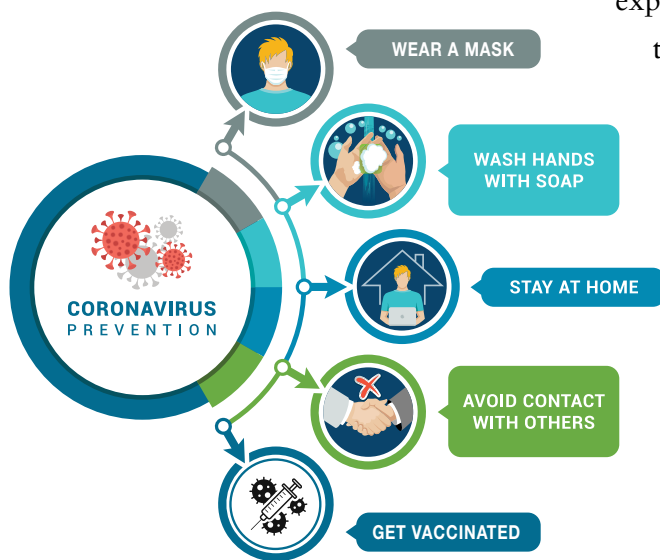 WEAR A MASK
WASH HANDS
WITH SOAP
CORONAVIRUS
PREVENTION
STAY AT HOME
AVOID CONTACT
WITH OTHERS
GET VACCINATED